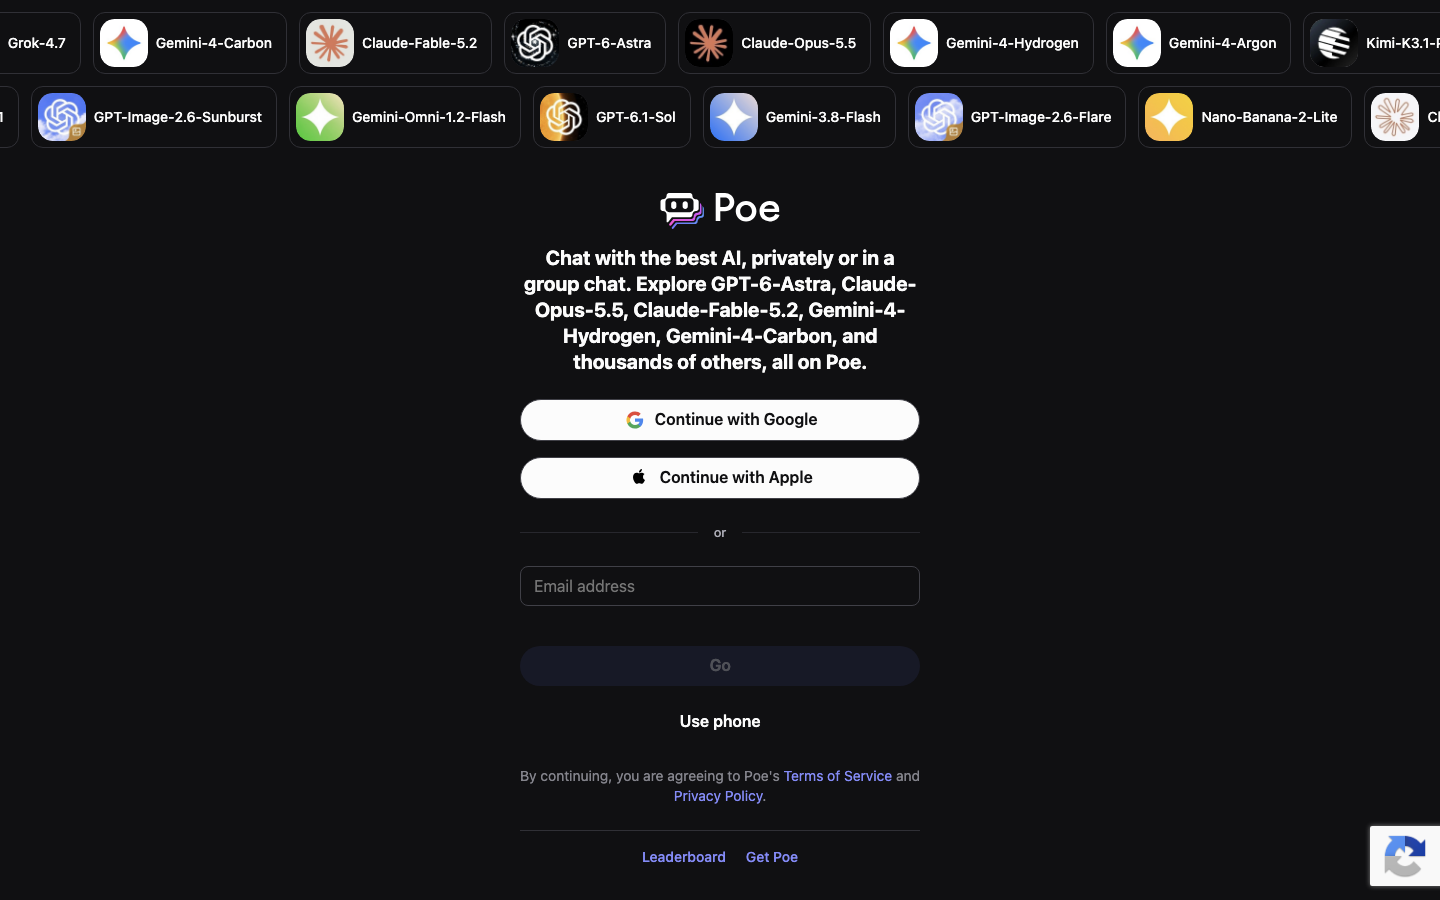 Grok-4.7
Gemini-4-Carbon
Claude-Fable-5.2
GPT-6-Astra
Claude-Opus-5.5
Gemini-4-Hydrogen
Gemini-4-Argon
Kimi-K3.1-
GPT-Image-2.6-Sunburst
Gemini-Omni-1.2-Flash
GPT-6.1-Sol
Gemini-3.8-Flash
GPT-Image-2.6-Flare
Nano-Banana-2-Lite
Poe
Chat with the best AI, privately or in a
group chat. Explore GPT-6-Astra, Claude-
Opus-5.5, Claude-Fable-5.2, Gemini-4-
Hydrogen, Gemini-4-Carbon, and
thousands of others, all on Poe.
Continue with Google
Continue with Apple
or
Email address
Go
Use phone
By continuing, you are agreeing to Poe's Terms of Service and
Privacy Policy.
Leaderboard
Get Poe